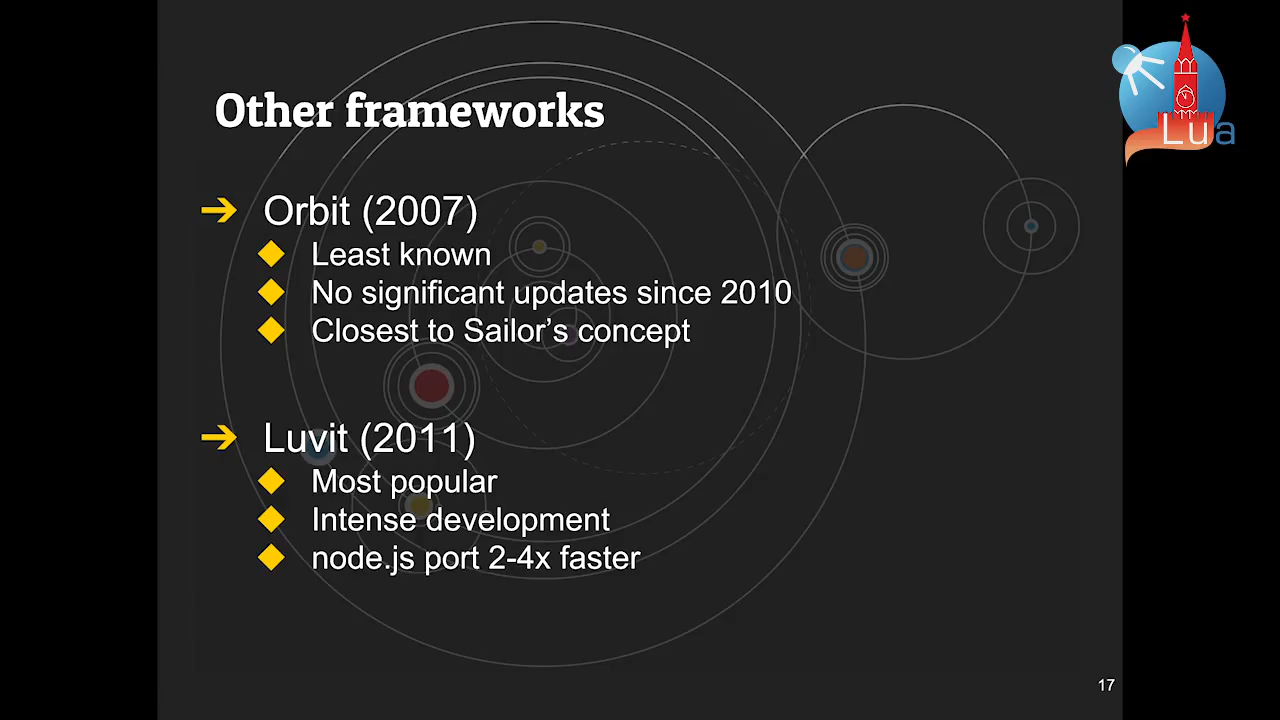 Other frameworks
Lua
➔ Orbit (2007)
◆ Least known
◆ No significant updates since 2010
◆ Closest to Sailor’s concept
➔ Luvit (2011)
◆ Most popular
◆ Intense development
◆ node.js port 2-4x faster
17